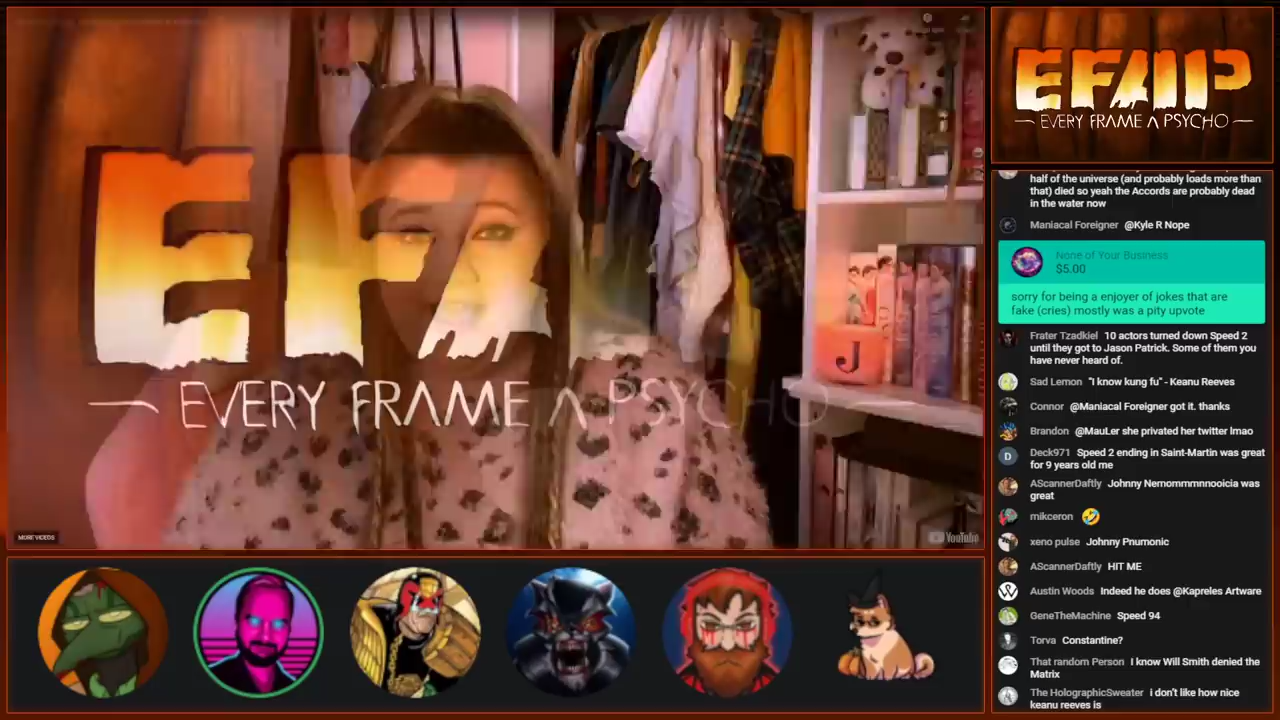 EFA
EVERY FRAME A PSYCHO
MORE VIDEOS
YouTube
J
EFAP
EVERY FRAME A PSYCHO
half of the universe (and probably loads more than
that) died so yeah the Accords are probably dead
in the water now
Maniacal Foreigner @Kyle R Nope
None of Your Business
$5.00
sorry for being a enjoyer of jokes that are
fake (cries) mostly was a pity upvote
Frater Tzadkiel 10 actors turned down Speed 2
until they got to Jason Patrick. Some of them you
have never heard of.
Sad Lemon "I know kung fu" - Keanu Reeves
Connor @Maniacal Foreigner got it. thanks
Brandon @MauLer she privated her twitter lmao
D Deck971 Speed 2 ending in Saint-Martin was great
for 9 years old me
AScannerDaftly Johnny Nemommmnnooicia was
great
mikceron 🤣
xeno pulse Johnny Pnumonic
AScannerDaftly HIT ME
Austin Woods Indeed he does @Kapreles Artware
GeneTheMachine Speed 94
Torva Constantine?
That random Person I know Will Smith denied the
Matrix
The HolographicSweater i don't like how nice
keanu reeves is